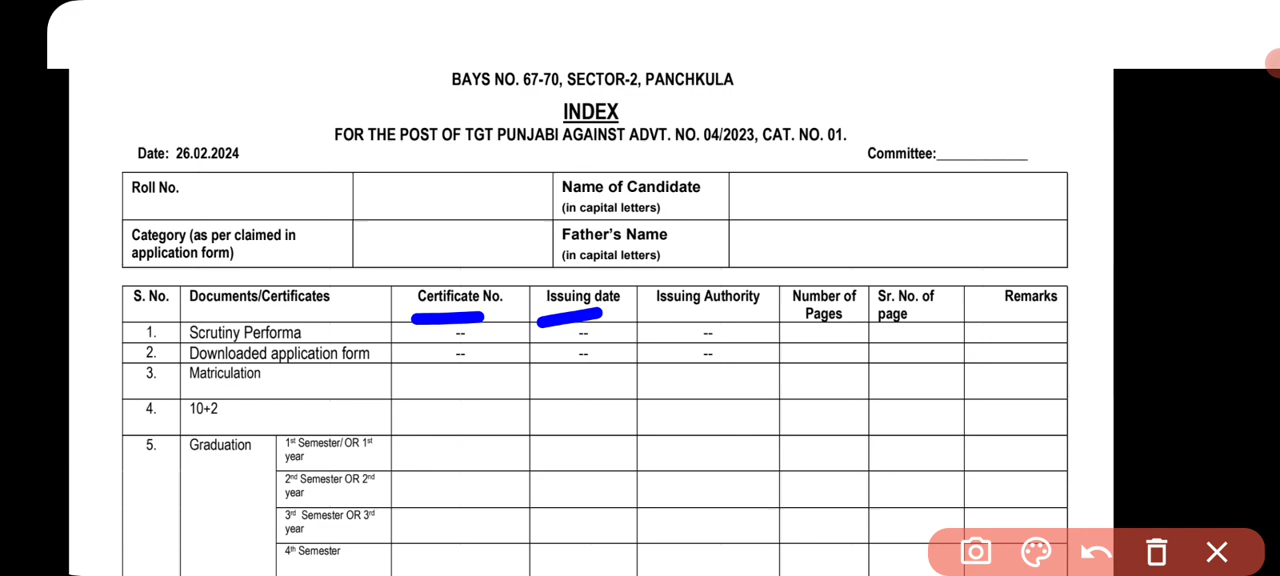 BAYS NO. 67-70, SECTOR-2, PANCHKULA
INDEX
FOR THE POST OF TGT PUNJABI AGAINST ADVT. NO. 04/2023, CAT. NO. 01.
Date: 26.02.2024 Committee:____________
Roll No. Name of Candidate
(in capital letters)
Category (as per claimed in Father's Name
application form) (in capital letters)
S. No. Documents/Certificates Certificate No. Issuing date Issuing Authority Number of Sr. No. of Remarks
Pages page
1. Scrutiny Performa -- -- --
2. Downloaded application form -- -- --
3. Matriculation
4. 10+2
5. Graduation 1st Semester/ OR 1st
year
2nd Semester OR 2nd
year
3rd Semester OR 3rd
year
4th Semester